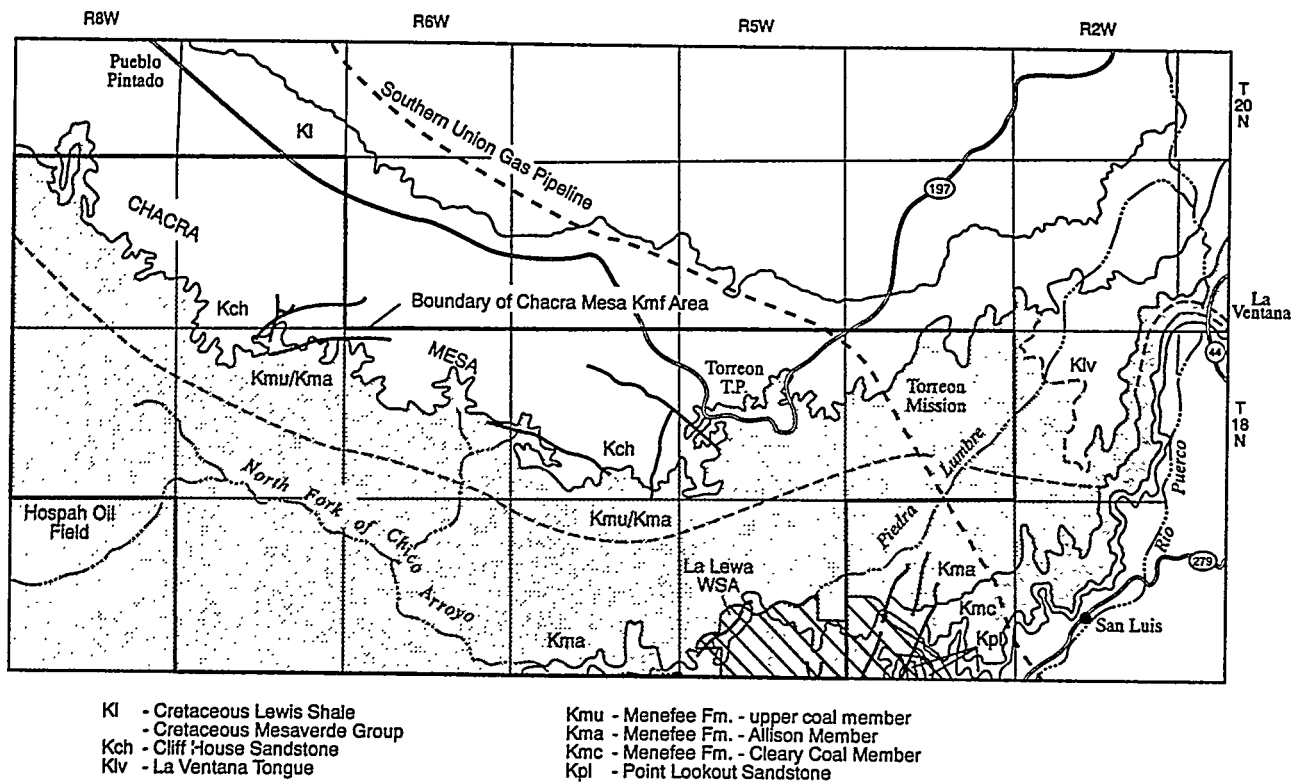 R8W
R6W
R5W
R2W
Pueblo
Pintado
T
20
N
Kl
Southern Union Gas Pipeline
197
CHACRA
Kch
Boundary of Chacra Mesa Kmf Area
La
Ventana
MESA
Kmu/Kma
Torreon
T.P.
Torreon
Mission
Klv
44
T
18
N
Kch
Lumbre
Piedra
Puerco
Rio
North Fork of Chico
Arroyo
Hospah Oil
Field
Kmu/Kma
La Lewa
WSA
Kma
279
Kmc
Kpl
San Luis
Kma
Kl - Cretaceous Lewis Shale
- Cretaceous Mesaverde Group
Kch - Cliff House Sandstone
Klv - La Ventana Tongue
Kmu - Menefee Fm. - upper coal member
Kma - Menefee Fm. - Allison Member
Kmc - Menefee Fm. - Cleary Coal Member
Kpl - Point Lookout Sandstone